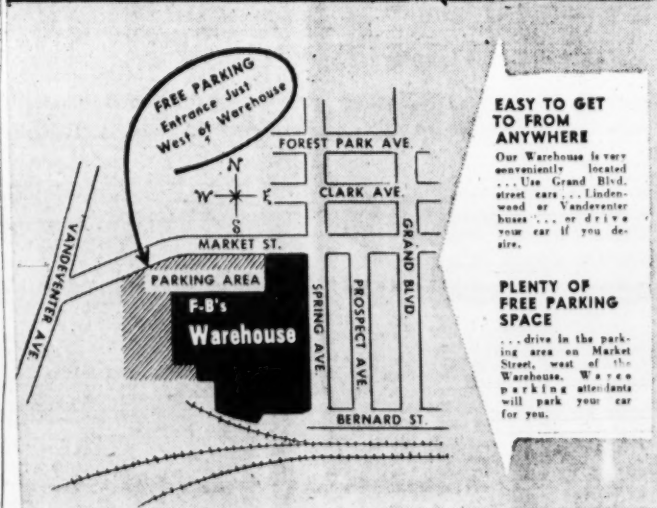 FREE PARKING
Entrance Just
West of Warehouse
N
W
E
S
FOREST PARK AVE.
CLARK AVE.
MARKET ST.
VANDEVENTER AVE.
PARKING AREA
F-B's
Warehouse
SPRING AVE.
PROSPECT AVE.
GRAND BLVD.
BERNARD ST.
EASY TO GET
TO FROM
ANYWHERE
Our Warehouse is very
conveniently located
... Use Grand Blvd.
street cars ... Linden-
wood or Vandeventer
buses ... or drive
your car if you de-
sire.
PLENTY OF
FREE PARKING
SPACE
... drive in the park-
ing area on Market
Street, west of the
Warehouse. Warco
parking attendants
will park your car
for you.